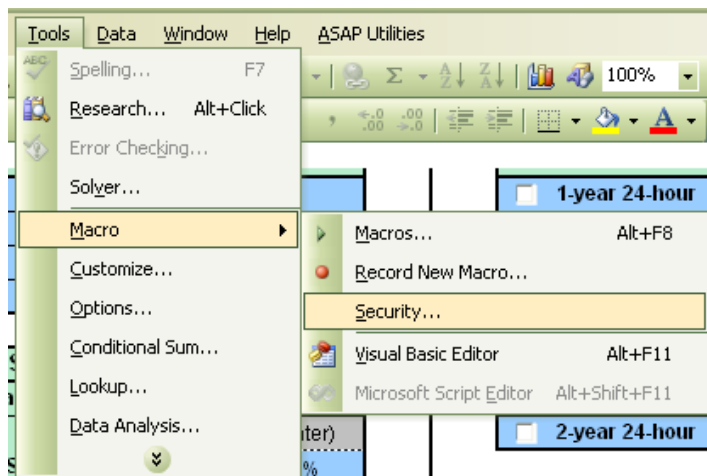 Tools Data Window Help ASAP Utilities
Spelling... F7
100%
Research... Alt+Click
Error Checking...
Solver...
1-year 24-hour
Macro
Macros... Alt+F8
Customize...
Record New Macro...
Options...
Security...
Conditional Sum...
Visual Basic Editor Alt+F11
Lookup...
Microsoft Script Editor Alt+Shift+F11
Data Analysis...
2-year 24-hour
%